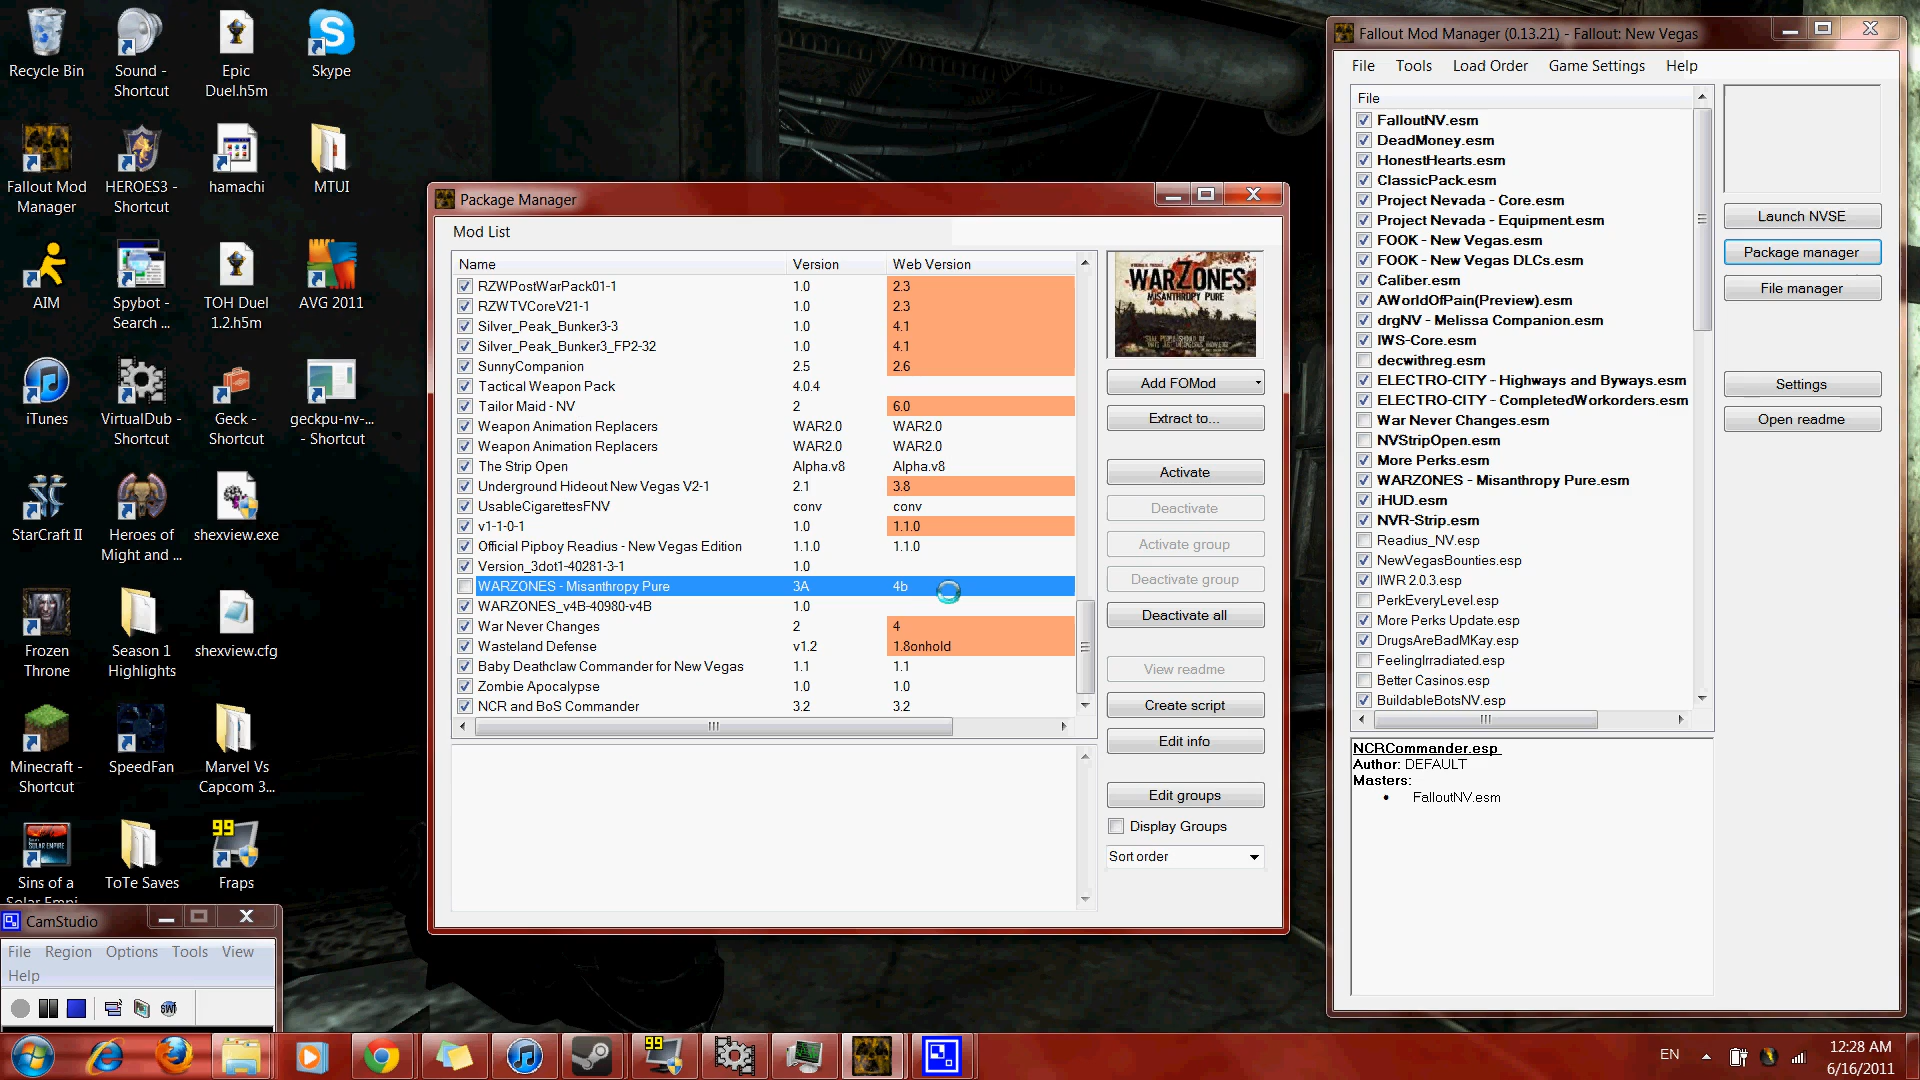 Recycle Bin
Sound -
Shortcut
Epic
Duel.h5m
Skype
Fallout Mod
Manager
HEROES3 -
Shortcut
hamachi
MTUI
AIM
Spybot -
Search ...
TOH Duel
1.2.h5m
AVG 2011
iTunes
VirtualDub -
Shortcut
Geck -
Shortcut
geckpu-nv-...
- Shortcut
StarCraft II
Heroes of
Might and ...
shexview.exe
Frozen
Throne
Season 1
Highlights
shexview.cfg
Minecraft -
Shortcut
SpeedFan
Marvel Vs
Capcom 3...
Sins of a
Solar Empi...
ToTe Saves
99
Fraps
CamStudio
File Region Options Tools View
Help
Package Manager
Mod List
Name Version Web Version
RZWPostWarPack01-1 1.0 2.3
RZWTVCoreV21-1 1.0 2.3
Silver_Peak_Bunker3-3 1.0 4.1
Silver_Peak_Bunker3_FP2-32 1.0 4.1
SunnyCompanion 2.5 2.6
Tactical Weapon Pack 4.0.4
Tailor Maid - NV 2 6.0
Weapon Animation Replacers WAR2.0 WAR2.0
Weapon Animation Replacers WAR2.0 WAR2.0
The Strip Open Alpha.v8 Alpha.v8
Underground Hideout New Vegas V2-1 2.1 3.8
UsableCigarettesFNV conv conv
v1-1-0-1 1.0 1.1.0
Official Pipboy Readius - New Vegas Edition 1.1.0 1.1.0
Version_3dot1-40281-3-1 1.0
WARZONES - Misanthropy Pure 3A 4b
WARZONES_v4B-40980-v4B 1.0
War Never Changes 2 4
Wasteland Defense v1.2 1.8onhold
Baby Deathclaw Commander for New Vegas 1.1 1.1
Zombie Apocalypse 1.0 1.0
NCR and BoS Commander 3.2 3.2
WARZONES:
MISANTHROPY PURE
Add FOMod
Extract to...
Activate
Deactivate
Activate group
Deactivate group
Deactivate all
View readme
Create script
Edit info
Edit groups
Display Groups
Sort order
Fallout Mod Manager (0.13.21) - Fallout: New Vegas
File Tools Load Order Game Settings Help
File
FalloutNV.esm
DeadMoney.esm
HonestHearts.esm
ClassicPack.esm
Project Nevada - Core.esm
Project Nevada - Equipment.esm
FOOK - New Vegas.esm
FOOK - New Vegas DLCs.esm
Caliber.esm
AWorldOfPain(Preview).esm
drgNV - Melissa Companion.esm
IWS-Core.esm
decwithreg.esm
ELECTRO-CITY - Highways and Byways.esm
ELECTRO-CITY - CompletedWorkorders.esm
War Never Changes.esm
NVStripOpen.esm
More Perks.esm
WARZONES - Misanthropy Pure.esm
iHUD.esm
NVR-Strip.esm
Readius_NV.esp
NewVegasBounties.esp
IIWR 2.0.3.esp
PerkEveryLevel.esp
More Perks Update.esp
DrugsAreBadMKay.esp
FeelingIrradiated.esp
Better Casinos.esp
BuildableBotsNV.esp
Launch NVSE
Package manager
File manager
Settings
Open readme
NCRCommander.esp
Author: DEFAULT
Masters:
• FalloutNV.esm
99
EN
12:28 AM
6/16/2011